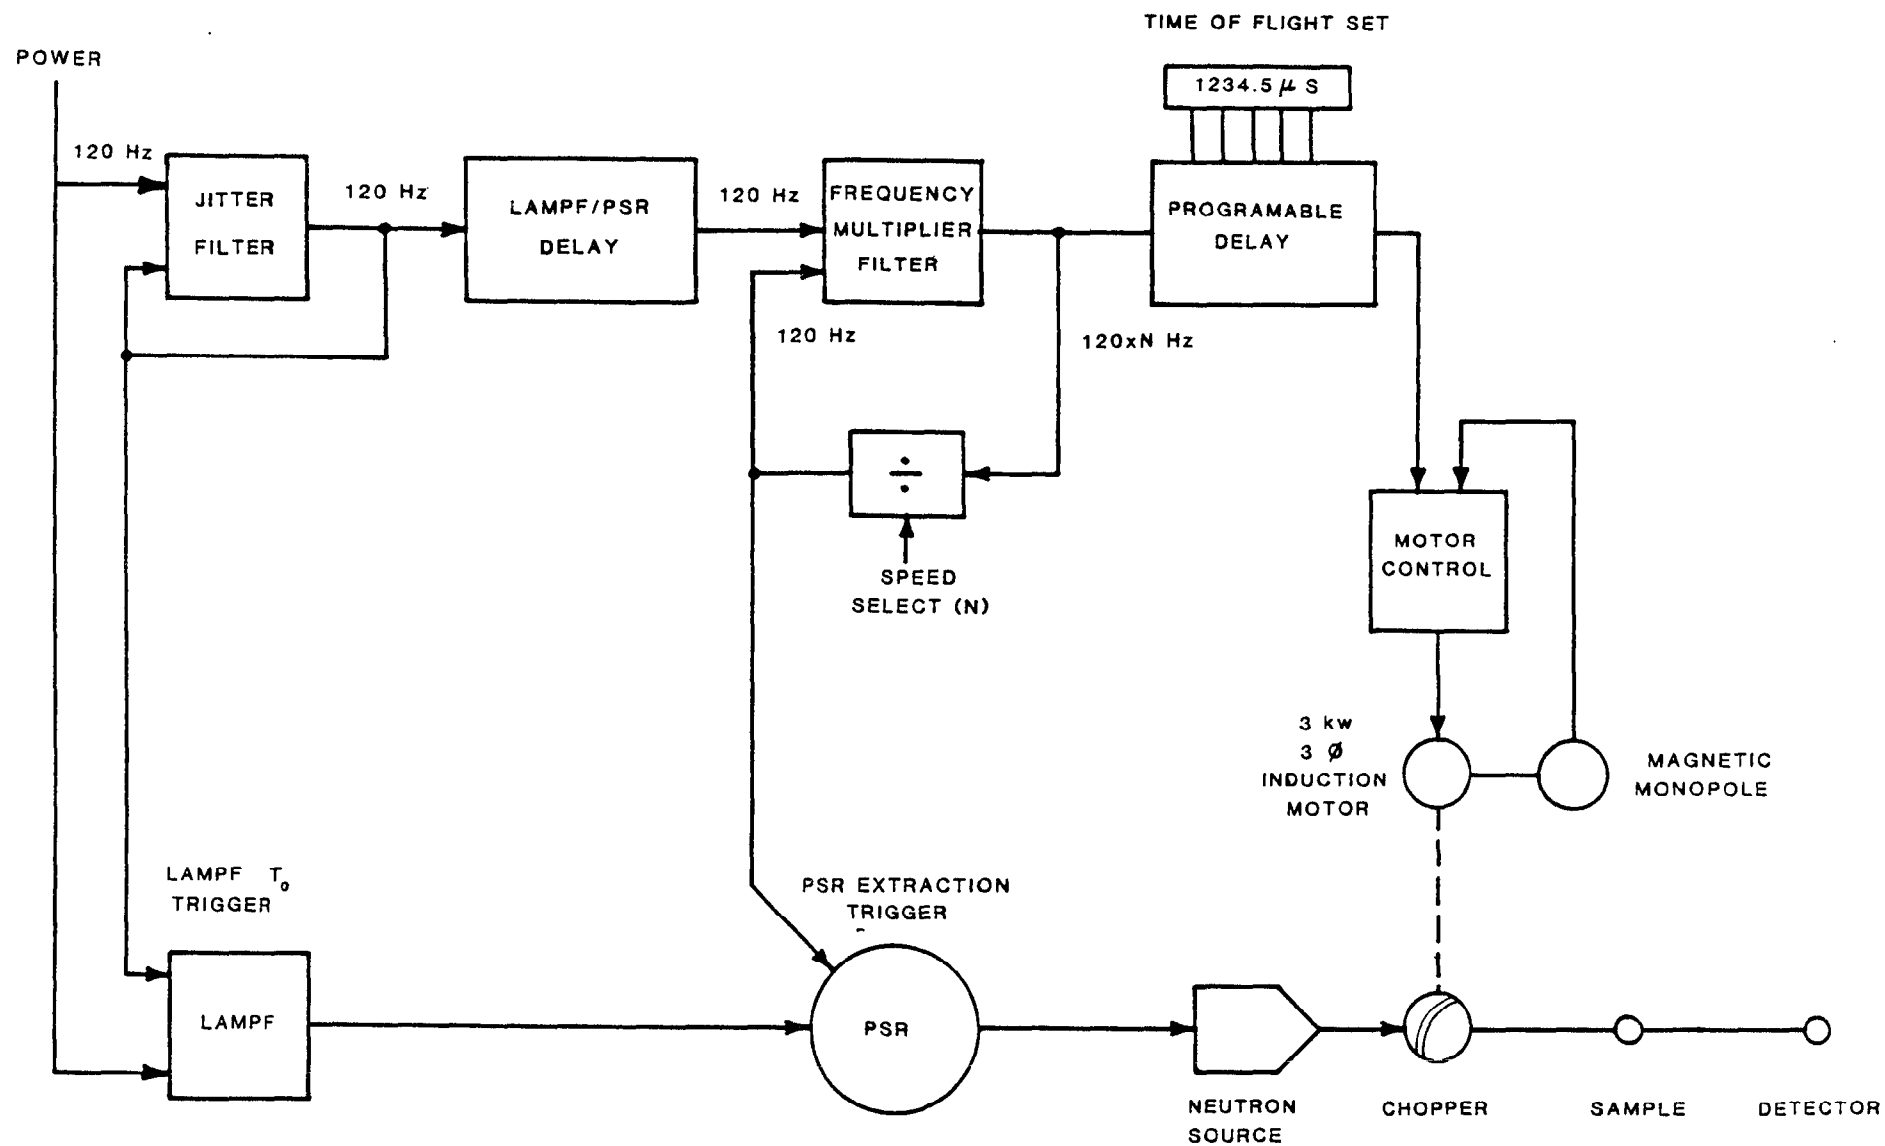 TIME OF FLIGHT SET
POWER
1234.5 μ S
120 Hz
JITTER
FILTER
120 Hz
LAMPF/PSR
DELAY
120 Hz
FREQUENCY
MULTIPLIER
FILTER
PROGRAMABLE
DELAY
120 Hz
120xN Hz
÷
SPEED
SELECT (N)
MOTOR
CONTROL
3 kw
3 Ø
INDUCTION
MOTOR
MAGNETIC
MONOPOLE
LAMPF T₀
TRIGGER
PSR EXTRACTION
TRIGGER
LAMPF
PSR
NEUTRON
SOURCE
CHOPPER
SAMPLE
DETECTOR